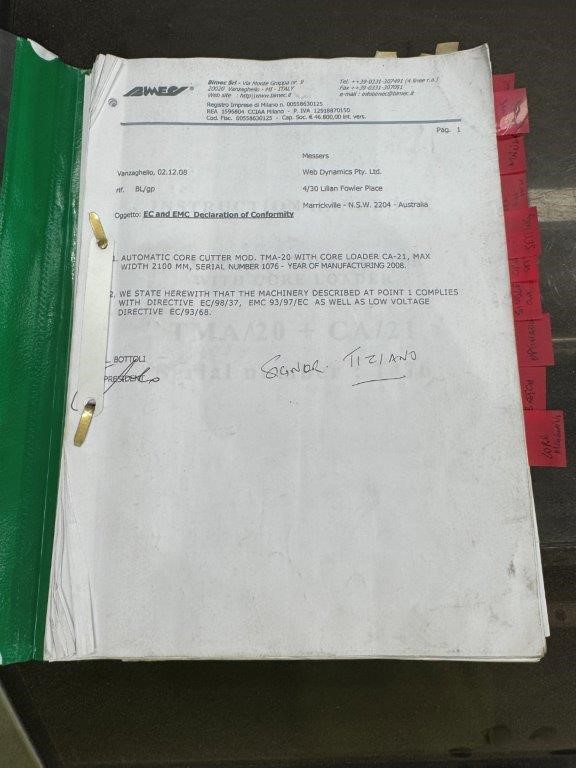 BIMEC
Bimec Srl - Via Monte Grappa nr. 9
20020 Vanzaghello - MI - ITALY
Web site : http\\www.bimec.it
Tel. ++39-0331-307491 (4 linee r.a.)
Fax ++39-0331-307051
e-mail : infobimec@bimec.it
Registro Imprese di Milano n. 00558630125
REA 1596804 CCIAA Milano - P. IVA 12918870150
Cod. Fisc. 00558630125 - Cap. Soc. € 46.800,00 int. vers.
Pag. 1
Messers
Vanzaghello, 02.12.08
Web Dynamics Pty. Ltd.
rif. BL/gp
4/30 Lilian Fowler Place
Marrickville - N.S.W. 2204 - Australia
Oggetto: EC and EMC Declaration of Conformity
1. AUTOMATIC CORE CUTTER MOD. TMA-20 WITH CORE LOADER CA-21, MAX
WIDTH 2100 MM, SERIAL NUMBER 1076 - YEAR OF MANUFACTURING 2008.
2. WE STATE HEREWITH THAT THE MACHINERY DESCRIBED AT POINT 1 COMPLIES
WITH DIRECTIVE EC/98/37, EMC 93/97/EC AS WELL AS LOW VOLTAGE
DIRECTIVE EC/93/68.
TMA/20 + CA/21
BOTTOLI
PRESIDENT
SIGNOR. TIZIANO